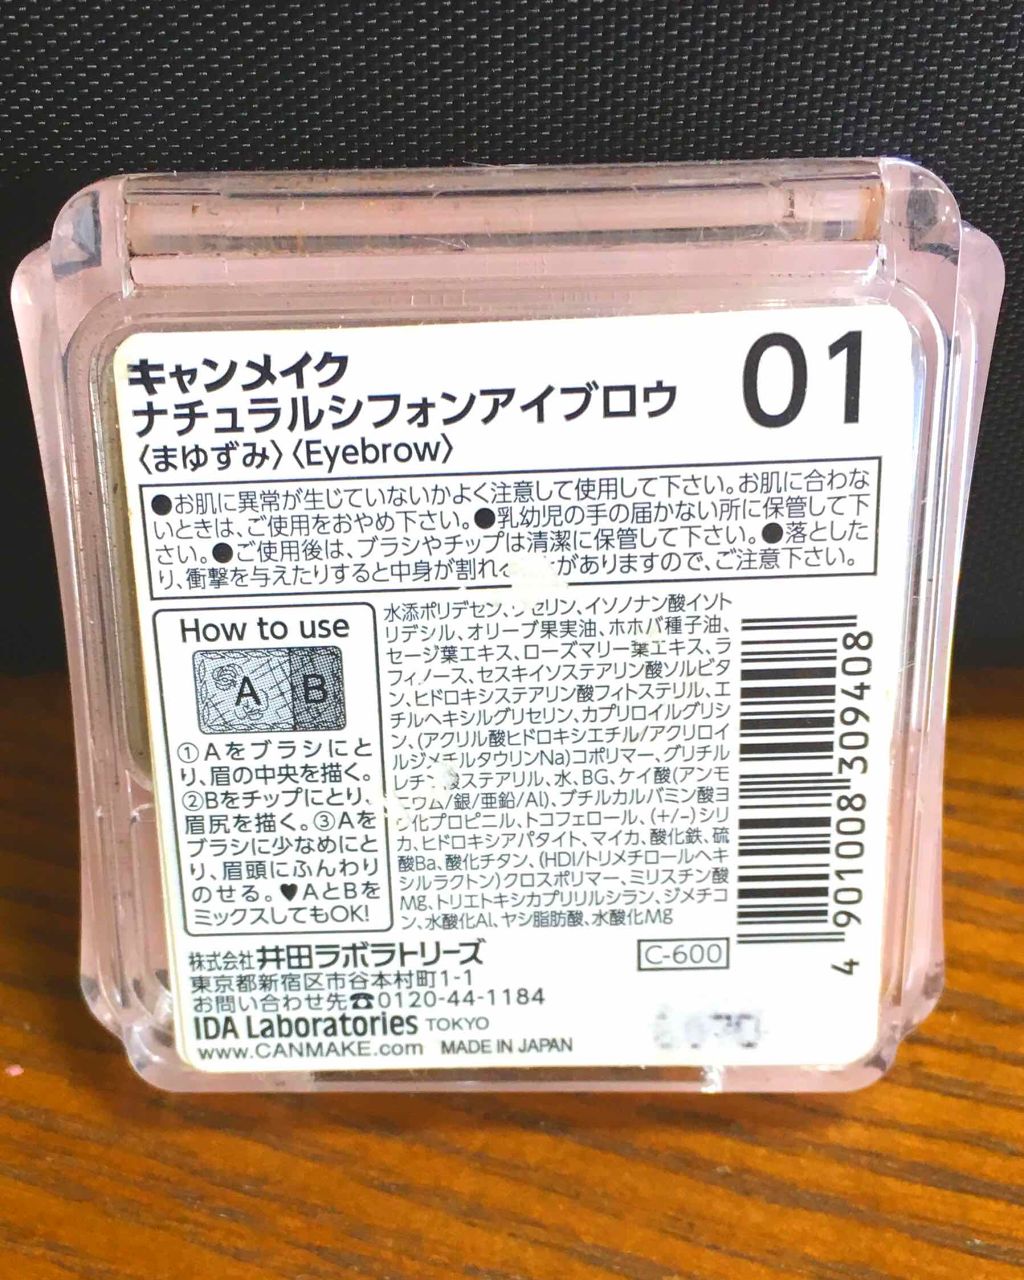 キャンメイク
ナチュラルシフォンアイブロウ
〈まゆずみ〉〈Eyebrow〉
01
●お肌に異常が生じていないかよく注意して使用して下さい。お肌に合わな
いときは、ご使用をおやめ下さい。●乳幼児の手の届かない所に保管して下
さい。●ご使用後は、ブラシやチップは清潔に保管して下さい。●落とした
り、衝撃を与えたりすると中身が割れ がありますので、ご注意下さい。
How to use
A B
①Aをブラシにと
り、眉の中央を描く。
②Bをチップにとり、
眉尻を描く。③Aを
ブラシに少なめにと
り、眉頭にふんわり
のせる。♥AとBを
ミックスしてもOK!
水添ポリデセン、 セリン、イソノナン酸イソト
リデシル、オリーブ果実油、ホホバ種子油、
セージ葉エキス、ローズマリー葉エキス、ラ
フィノース、セスキイソステアリン酸ソルビタ
ン、ヒドロキシステアリン酸フィトステリル、エ
チルヘキシルグリセリン、カプリロイルグリシ
ン、(アクリル酸ヒドロキシエチル/アクリロイ
ルジメチルタウリンNa)コポリマー、グリチル
レチン酸ステアリル、水、BG、ケイ酸(アンモ
ニウム/銀/亜鉛/Al)、ブチルカルバミン酸ヨ
ウ化プロピニル、トコフェロール、(+/-)シリ
カ、ヒドロキシアパタイト、マイカ、酸化鉄、硫
酸Ba、酸化チタン、(HDI/トリメチロールヘキ
シルラクトン)クロスポリマー、ミリスチン酸
Mg、トリエトキシカプリリルシラン、ジメチコ
ン、水酸化Al、ヤシ脂肪酸、水酸化Mg
4901008309408
株式会社井田ラボラトリーズ
東京都新宿区市谷本村町1-1
お問い合わせ先☎0120-44-1184
IDA Laboratories TOKYO
www.CANMAKE.com MADE IN JAPAN
C-600